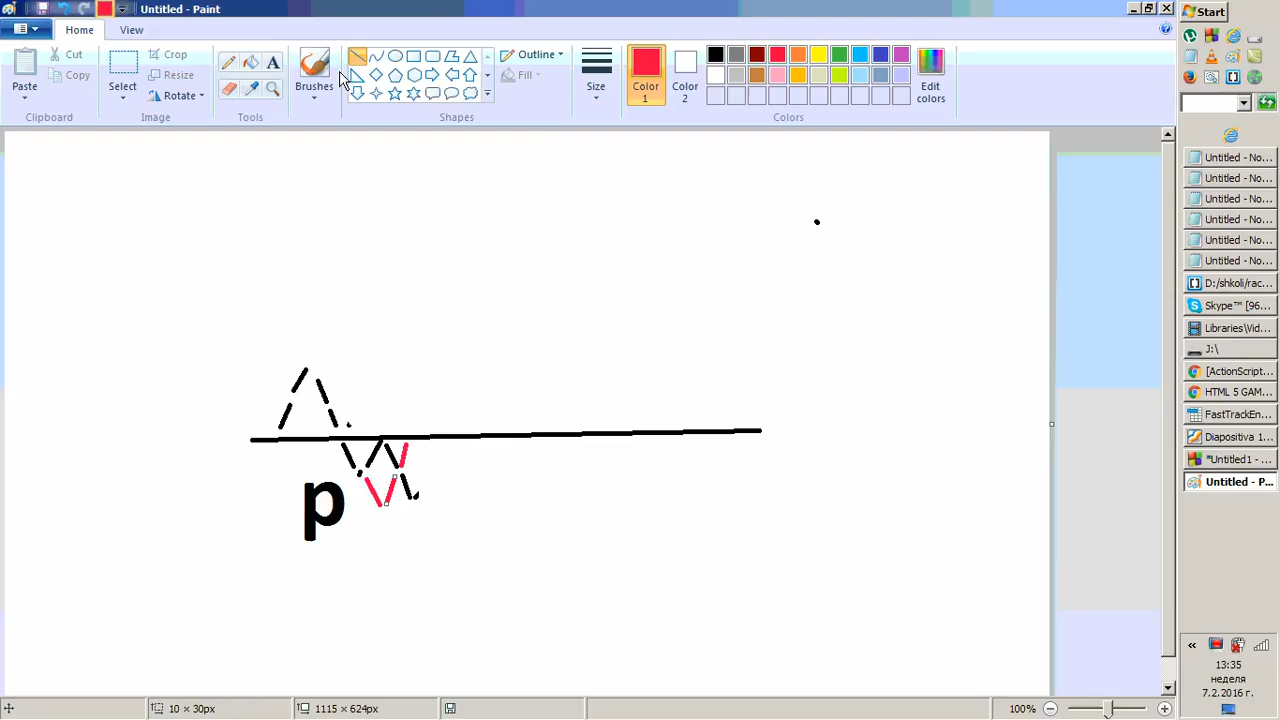 Untitled - Paint
Home
View
Paste
Cut
Copy
Clipboard
Select
Crop
Resize
Rotate
Image
A
Tools
Brushes
Shapes
Outline
Fill
Size
Color 1
Color 2
Edit colors
Colors
p
10 × 30px
1115 × 624px
100%
Start
Untitled - No...
Untitled - No...
Untitled - No...
Untitled - No...
Untitled - No...
Untitled - No...
D:/shkoli/rac...
Skype™ [96...
Libraries\Vid...
J:\
[ActionScript...
HTML 5 GAM...
FastTrackEn...
Diapositiva 1...
*Untitled1 - ...
Untitled - P...
«
13:35
неделя
7.2.2016 г.